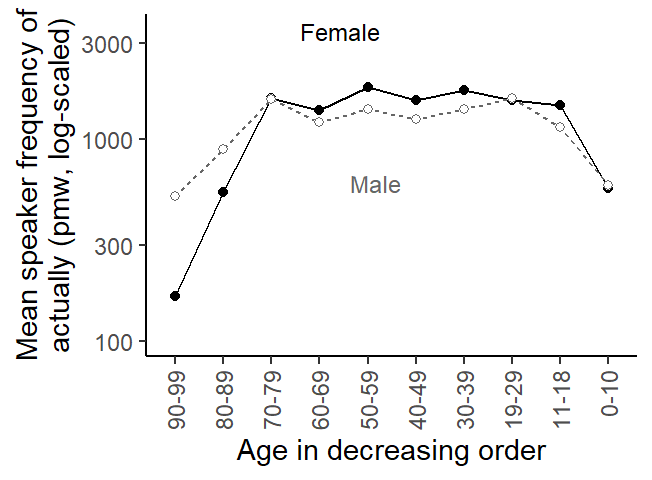 Mean speaker frequency of
actually (pmw, log-scaled)
3000
1000
300
100
Female
Male
90-99
80-89
70-79
60-69
50-59
40-49
30-39
19-29
11-18
0-10
Age in decreasing order